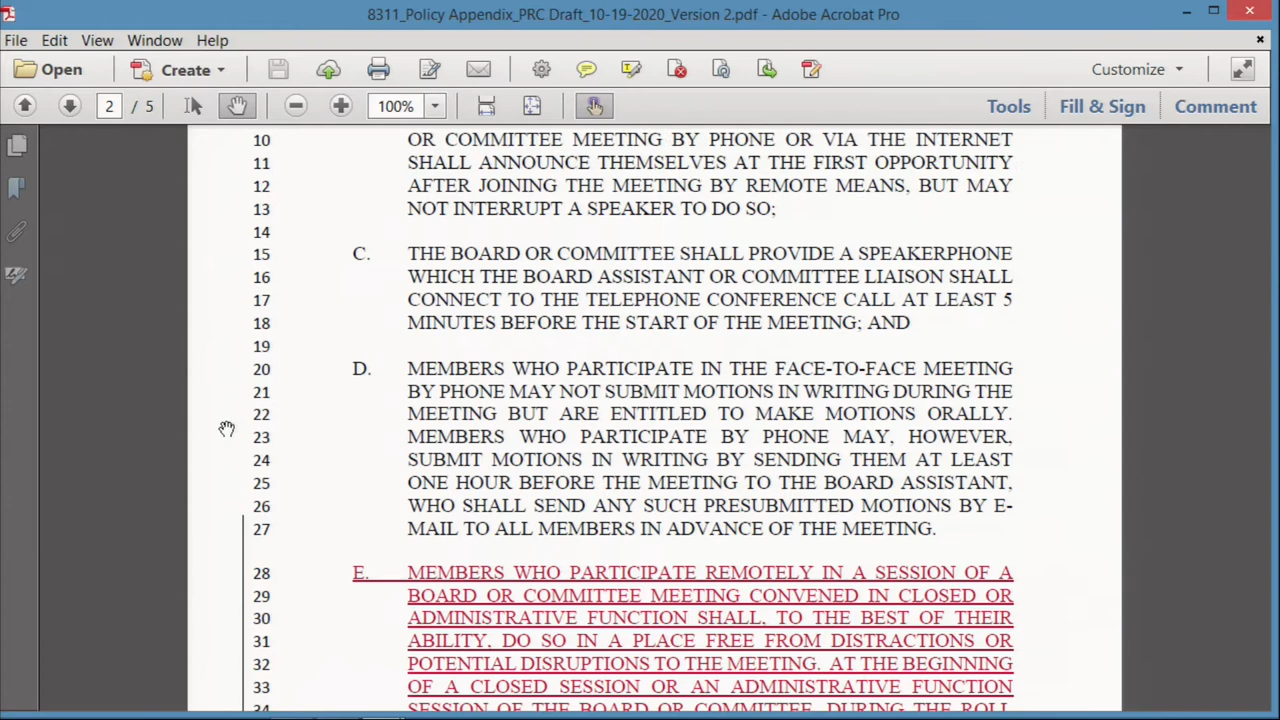 8311_Policy Appendix_PRC Draft_10-19-2020_Version 2.pdf - Adobe Acrobat Pro
File Edit View Window Help
Open Create Customize
2 / 5 100% Tools Fill & Sign Comment
10 OR COMMITTEE MEETING BY PHONE OR VIA THE INTERNET
11 SHALL ANNOUNCE THEMSELVES AT THE FIRST OPPORTUNITY
12 AFTER JOINING THE MEETING BY REMOTE MEANS, BUT MAY
13 NOT INTERRUPT A SPEAKER TO DO SO;
14
15 C. THE BOARD OR COMMITTEE SHALL PROVIDE A SPEAKERPHONE
16 WHICH THE BOARD ASSISTANT OR COMMITTEE LIAISON SHALL
17 CONNECT TO THE TELEPHONE CONFERENCE CALL AT LEAST 5
18 MINUTES BEFORE THE START OF THE MEETING; AND
19
20 D. MEMBERS WHO PARTICIPATE IN THE FACE-TO-FACE MEETING
21 BY PHONE MAY NOT SUBMIT MOTIONS IN WRITING DURING THE
22 MEETING BUT ARE ENTITLED TO MAKE MOTIONS ORALLY.
23 MEMBERS WHO PARTICIPATE BY PHONE MAY, HOWEVER,
24 SUBMIT MOTIONS IN WRITING BY SENDING THEM AT LEAST
25 ONE HOUR BEFORE THE MEETING TO THE BOARD ASSISTANT,
26 WHO SHALL SEND ANY SUCH PRESUBMITTED MOTIONS BY E-
27 MAIL TO ALL MEMBERS IN ADVANCE OF THE MEETING.
28 E. MEMBERS WHO PARTICIPATE REMOTELY IN A SESSION OF A
29 BOARD OR COMMITTEE MEETING CONVENED IN CLOSED OR
30 ADMINISTRATIVE FUNCTION SHALL, TO THE BEST OF THEIR
31 ABILITY, DO SO IN A PLACE FREE FROM DISTRACTIONS OR
32 POTENTIAL DISRUPTIONS TO THE MEETING. AT THE BEGINNING
33 OF A CLOSED SESSION OR AN ADMINISTRATIVE FUNCTION
34 SESSION OF THE BOARD OR COMMITTEE, DURING THE ROLL